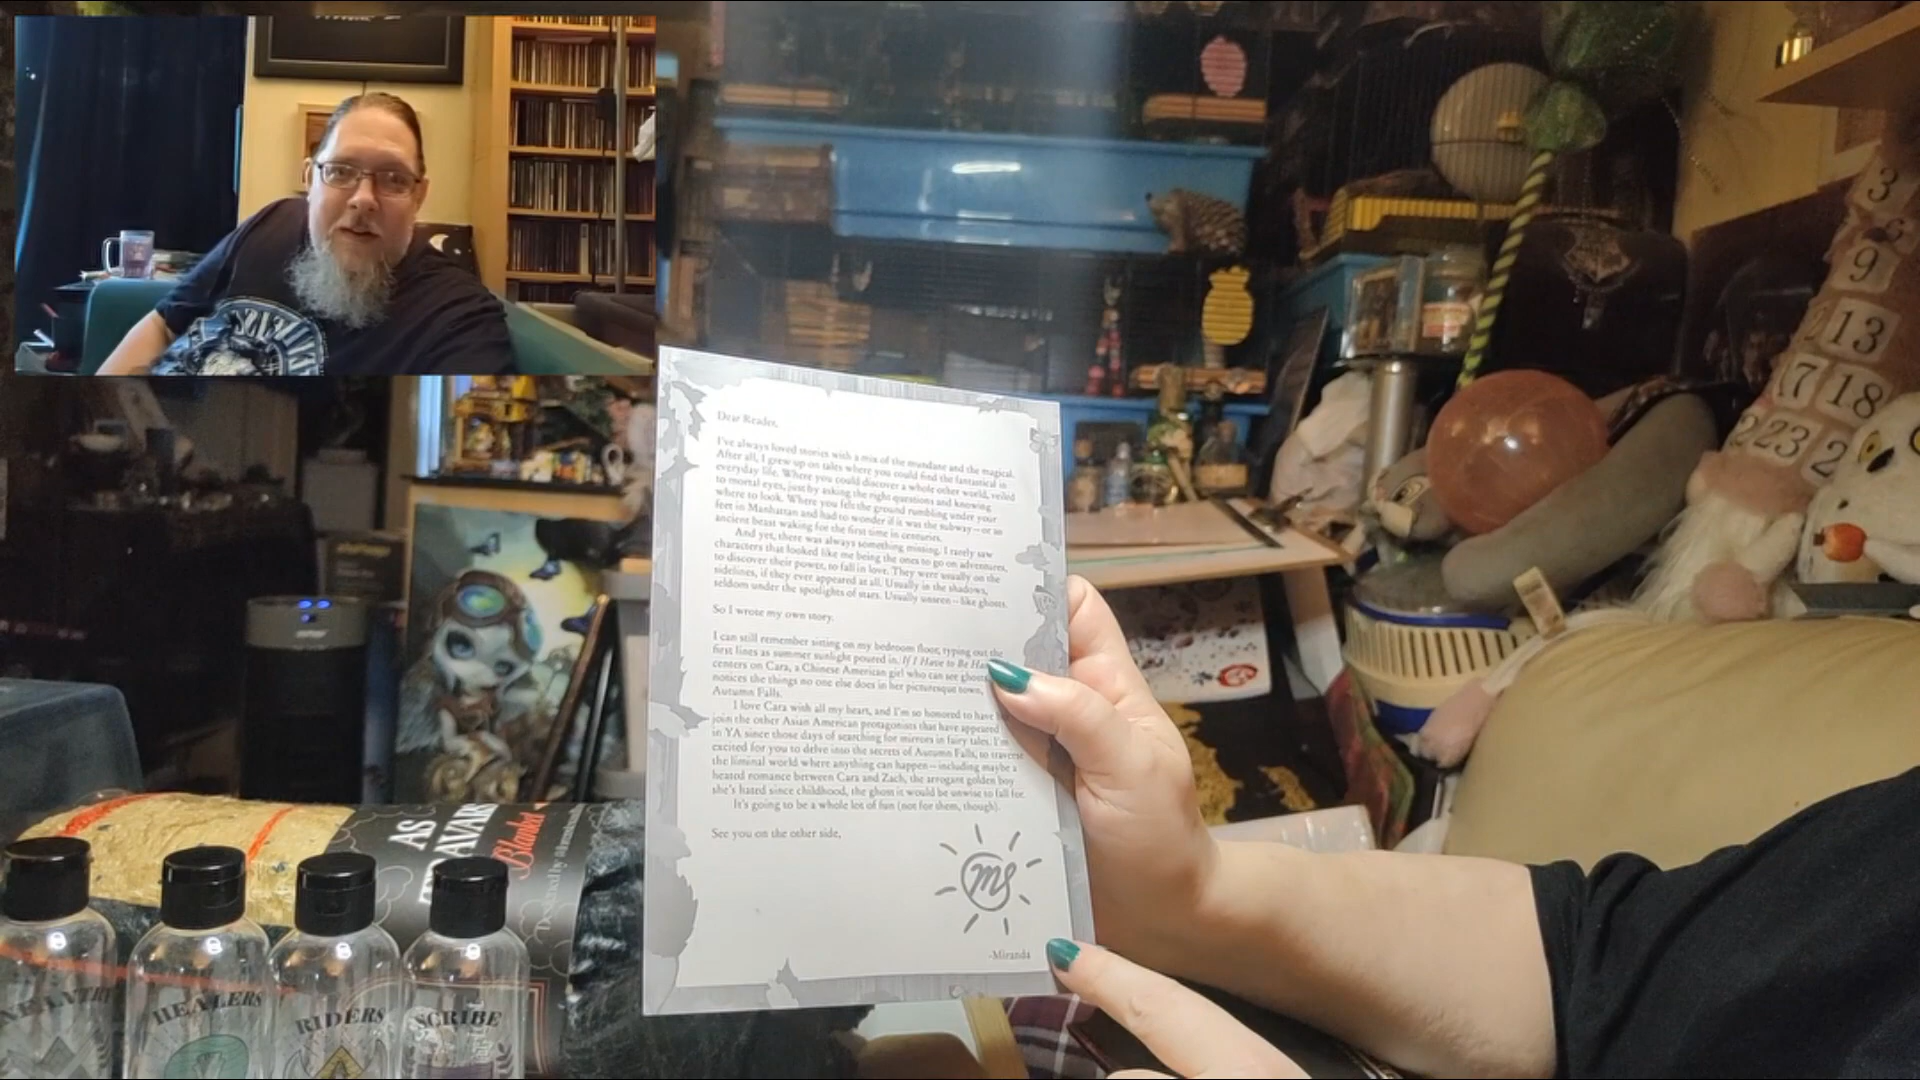 Dear Reader,
I've always loved stories with a mix of the mundane and the magical.
After all, I grew up on tales where you could find the fantastical in
everyday life. Where you could discover a whole other world, veiled
to mortal eyes, just by asking the right questions and knowing
where to look. Where you felt the ground rumbling under your
feet in Manhattan and had to wonder if it was the subway—or an
ancient beast waking for the first time in centuries.
And yet, there was always something missing. I rarely saw
characters that looked like me being the ones to go on adventures,
to discover their power, to fall in love. They were usually on the
sidelines, if they ever appeared at all. Usually in the shadows,
seldom under the spotlights of stars. Usually unseen—like ghosts.
So I wrote my own story.
I can still remember sitting on my bedroom floor, typing out the
first lines as summer sunlight poured in. If I Have to Be Ha
centers on Cara, a Chinese American girl who can see ghosts
notices the things no one else does in her picturesque town,
Autumn Falls.
I love Cara with all my heart, and I'm so honored to have
join the other Asian American protagonists that have appeared
in YA since those days of searching for mirrors in fairy tales. I'm
excited for you to delve into the secrets of Autumn Falls, to traverse
the liminal world where anything can happen—including maybe a
heated romance between Cara and Zach, the arrogant golden boy
she's hated since childhood, the ghost it would be unwise to fall for.
It's going to be a whole lot of fun (not for them, though).
See you on the other side,
ms
-Miranda
3
6
9
13
17 18
23 2
AS
TRAVARS
Blanket
HEALERS
RIDERS
SCRIBE